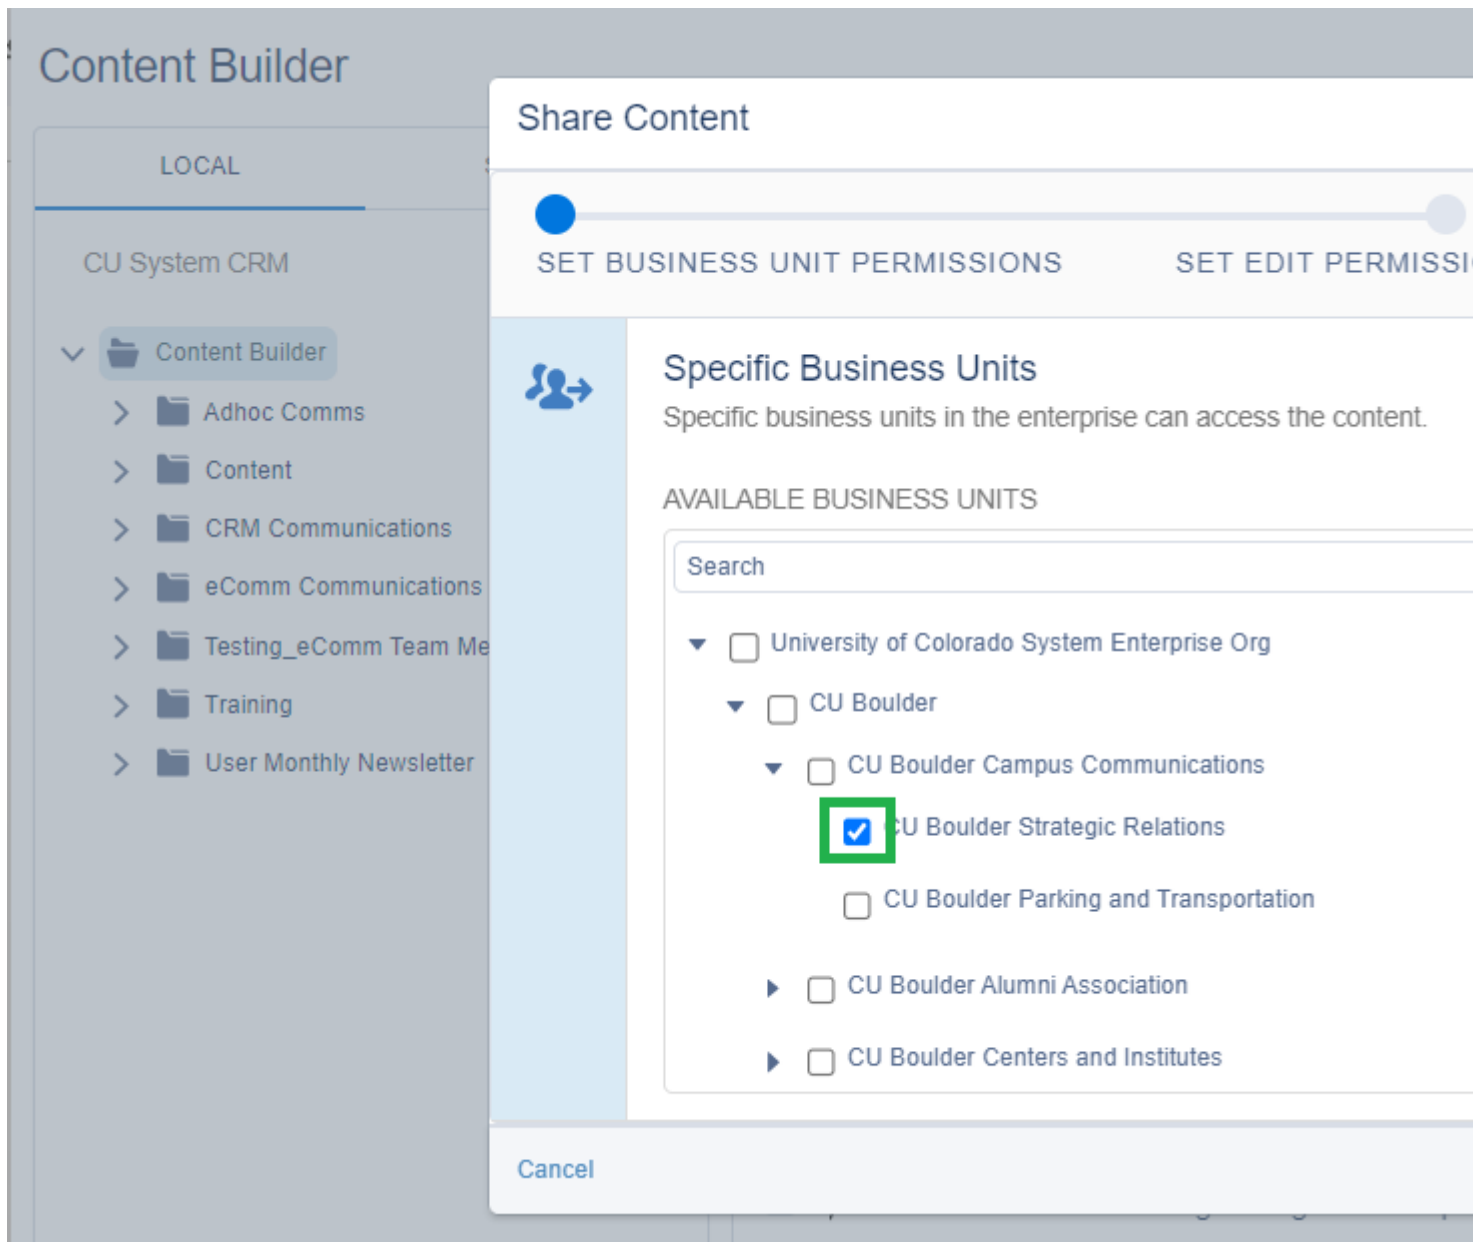 Content Builder
LOCAL
CU System CRM
Content Builder
Adhoc Comms
Content
CRM Communications
eComm Communications
Testing_eComm Team Me
Training
User Monthly Newsletter
Share Content
SET BUSINESS UNIT PERMISSIONS
SET EDIT PERMISSI
Specific Business Units
Specific business units in the enterprise can access the content.
AVAILABLE BUSINESS UNITS
Search
University of Colorado System Enterprise Org
CU Boulder
CU Boulder Campus Communications
CU Boulder Strategic Relations
CU Boulder Parking and Transportation
CU Boulder Alumni Association
CU Boulder Centers and Institutes
Cancel